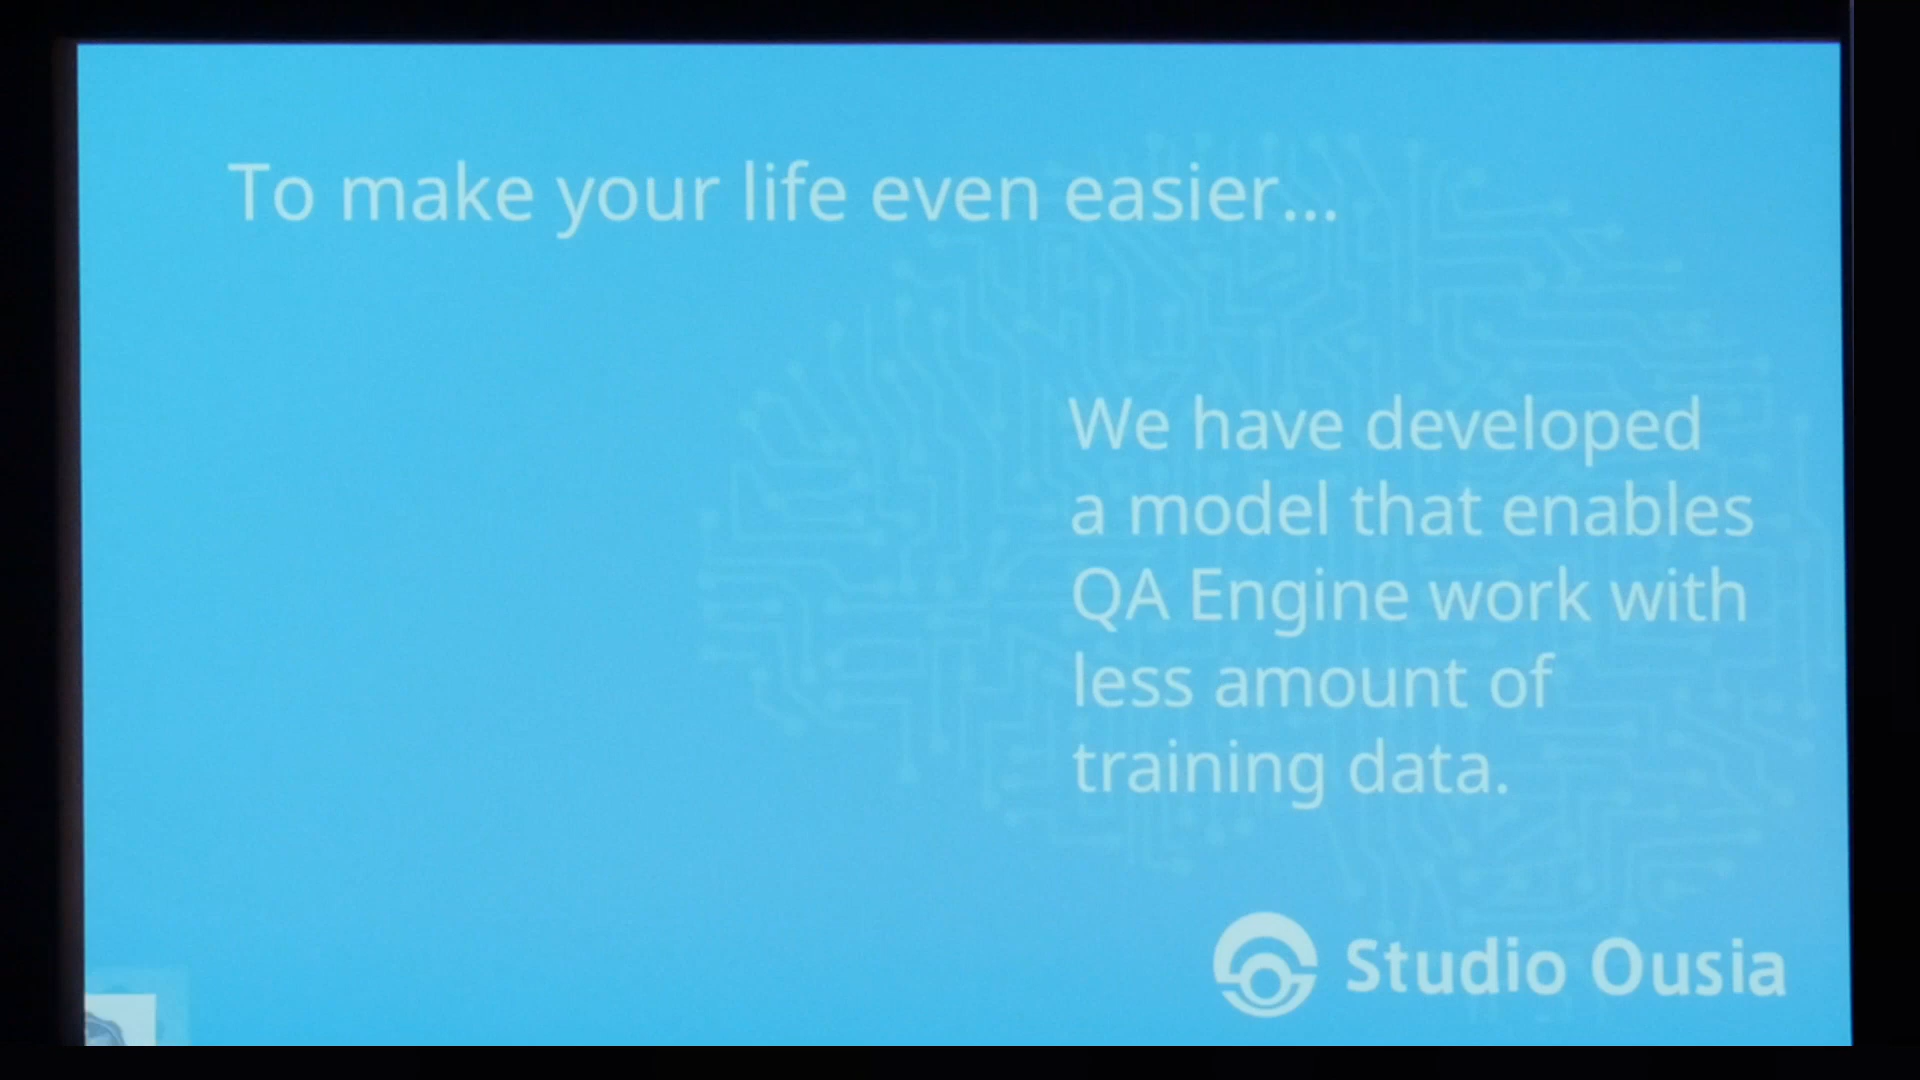 To make your life even easier...
We have developed
a model that enables
QA Engine work with
less amount of
training data.
Studio Ousia